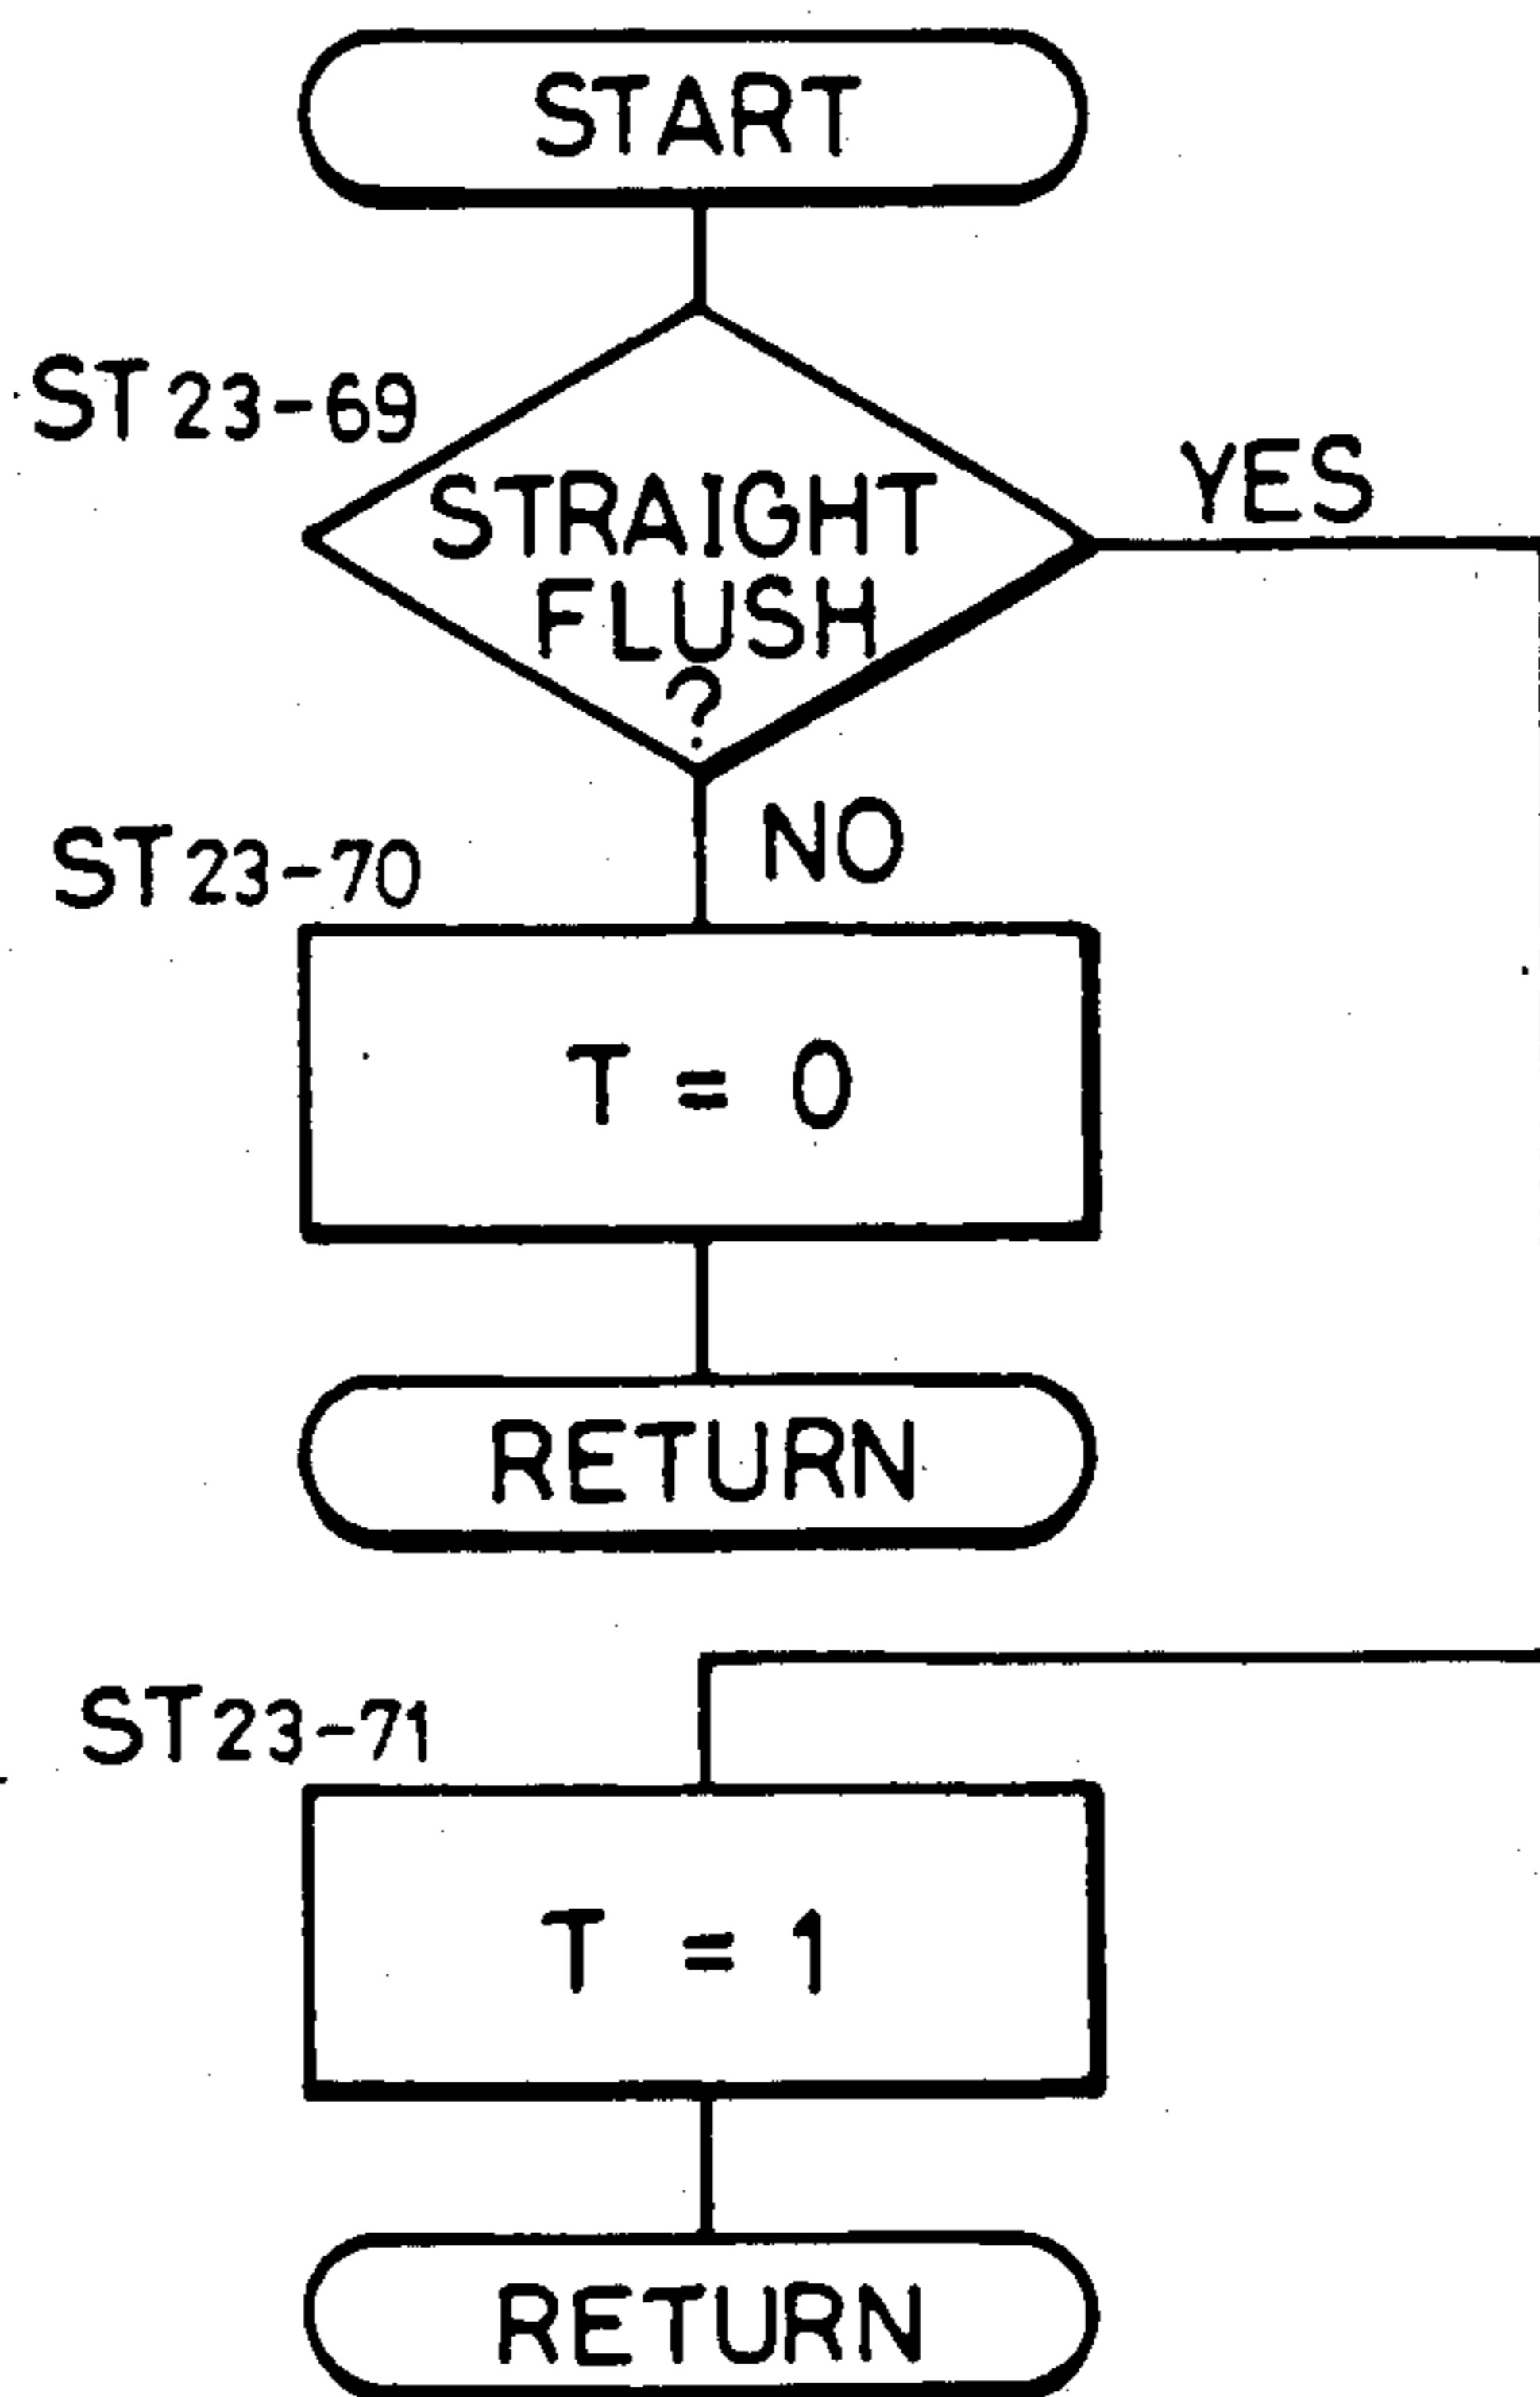 START
ST23-69
STRAIGHT
FLUSH
?
YES
NO
ST23-70
T = 0
RETURN
ST23-71
T = 1
RETURN